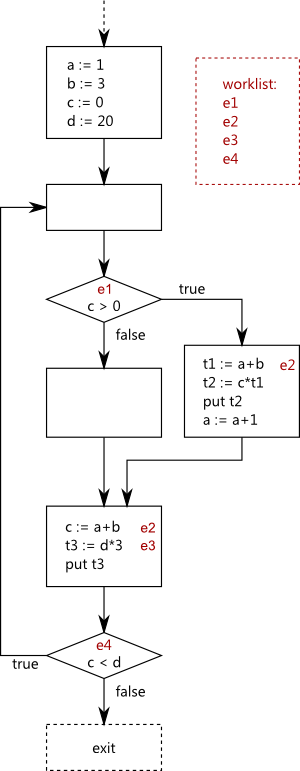 a := 1
b := 3
c := 0
d := 20
worklist:
e1
e2
e3
e4
e1
c > 0
true
false
t1 := a+b e2
t2 := c*t1
put t2
a := a+1
c := a+b e2
t3 := d*3 e3
put t3
e4
c < d
true
false
exit